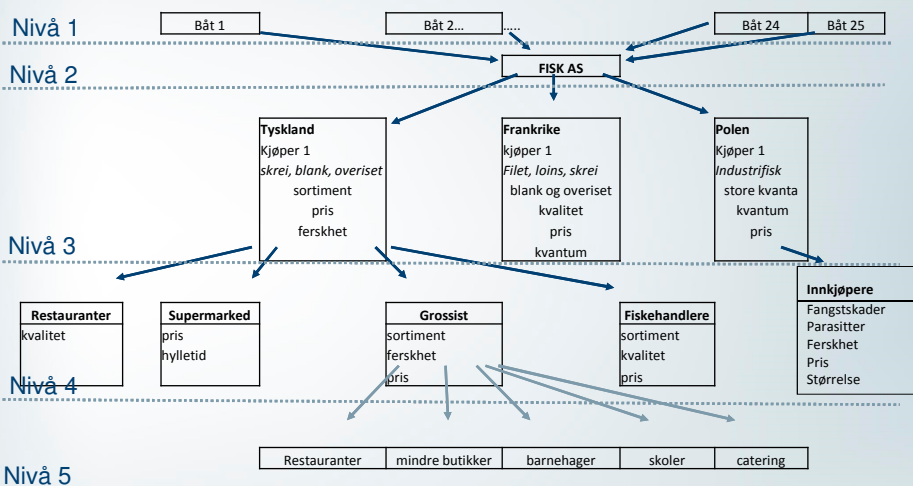 Nivå 1
Båt 1
Båt 2...
.....
Båt 24
Båt 25
Nivå 2
FISK AS
Tyskland
Kjøper 1
skrei, blank, overiset
sortiment
pris
ferskhet
Frankrike
kjøper 1
Filet, loins, skrei
blank og overiset
kvalitet
pris
kvantum
Polen
Kjøper 1
Industrifisk
store kvanta
kvantum
pris
Nivå 3
Restauranter
kvalitet
Supermarked
pris
hylletid
Grossist
sortiment
ferskhet
pris
Fiskehandlere
sortiment
kvalitet
pris
Innkjøpere
Fangstskader
Parasitter
Ferskhet
Pris
Størrelse
Nivå 4
Restauranter
mindre butikker
barnehager
skoler
catering
Nivå 5